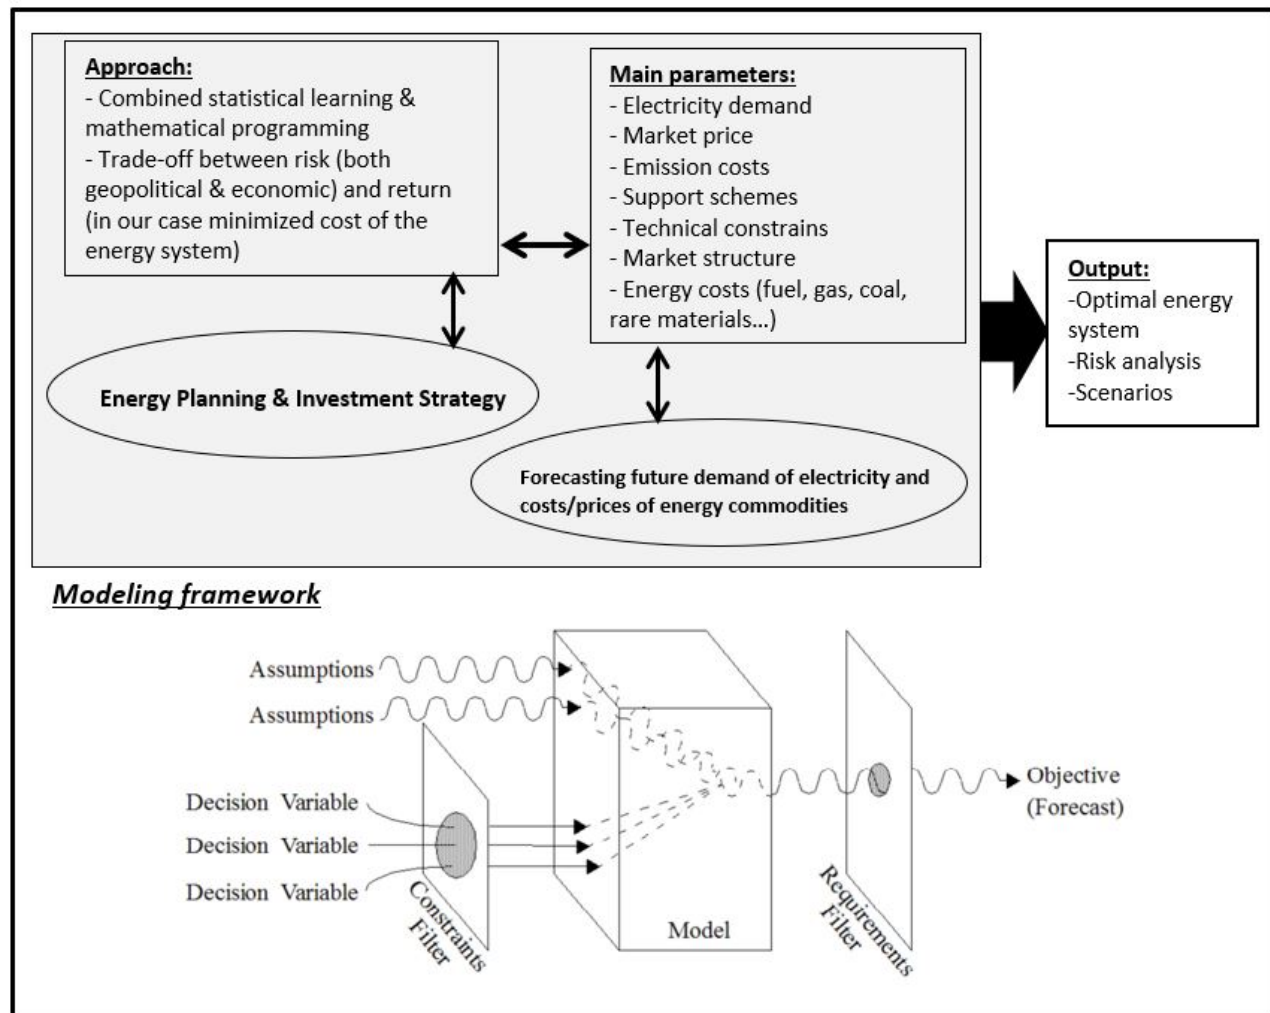 Approach:
- Combined statistical learning &
mathematical programming
- Trade-off between risk (both
geopolitical & economic) and return
(in our case minimized cost of the
energy system)
Main parameters:
- Electricity demand
- Market price
- Emission costs
- Support schemes
- Technical constrains
- Market structure
- Energy costs (fuel, gas, coal,
rare materials...)
Output:
-Optimal energy
system
-Risk analysis
-Scenarios
Energy Planning & Investment Strategy
Forecasting future demand of electricity and
costs/prices of energy commodities
Modeling framework
Assumptions
Assumptions
Decision Variable
Decision Variable
Decision Variable
Constraints
Filter
Model
Requirements
Filter
Objective
(Forecast)